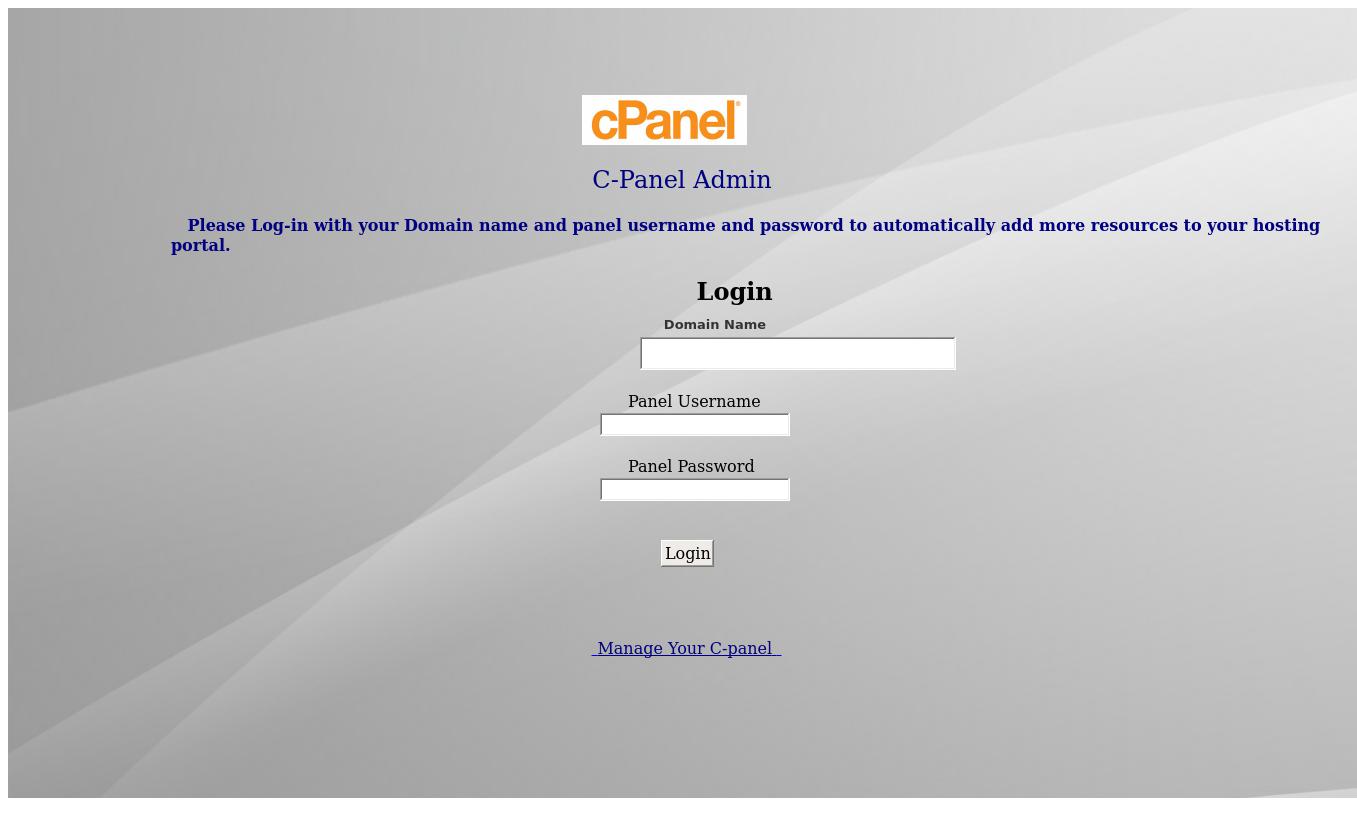 cPanel®
C-Panel Admin
Please Log-in with your Domain name and panel username and password to automatically add more resources to your hosting
portal.
Login
Domain Name
Panel Username
Panel Password
Login
Manage Your C-panel